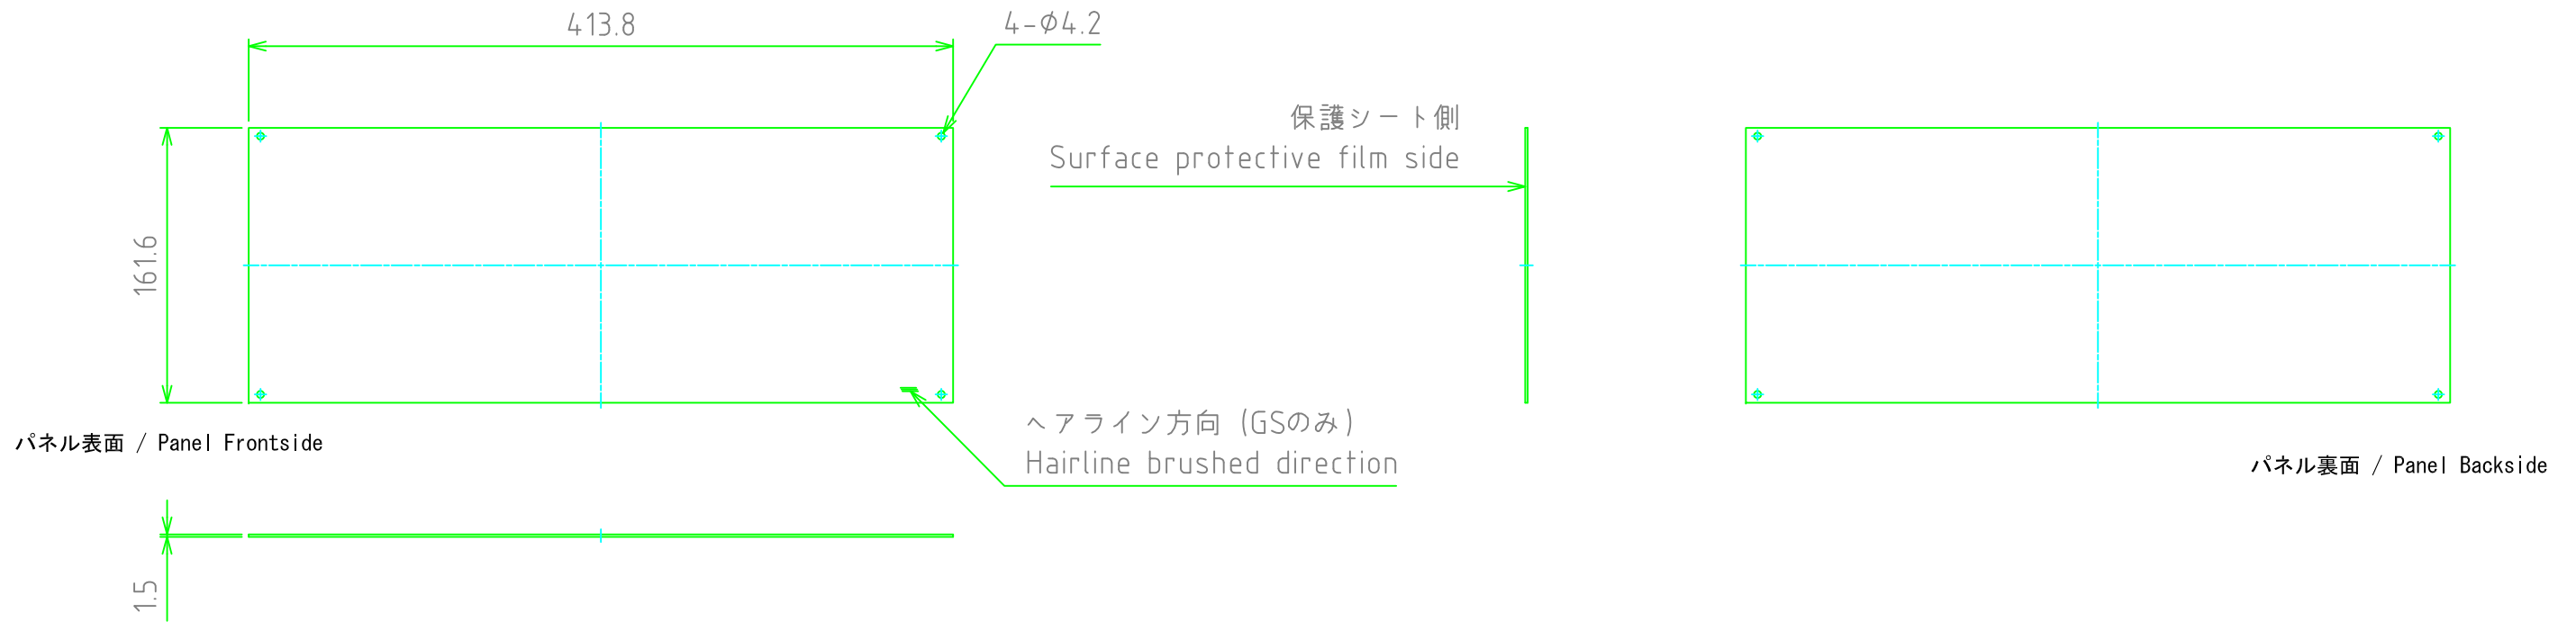 413.8
4-Φ4.2
保護シート側
Surface protective film side
161.6
ヘアライン方向 (GSのみ)
Hairline brushed direction
パネル表面 / Panel Frontside
パネル裏面 / Panel Backside
1.5